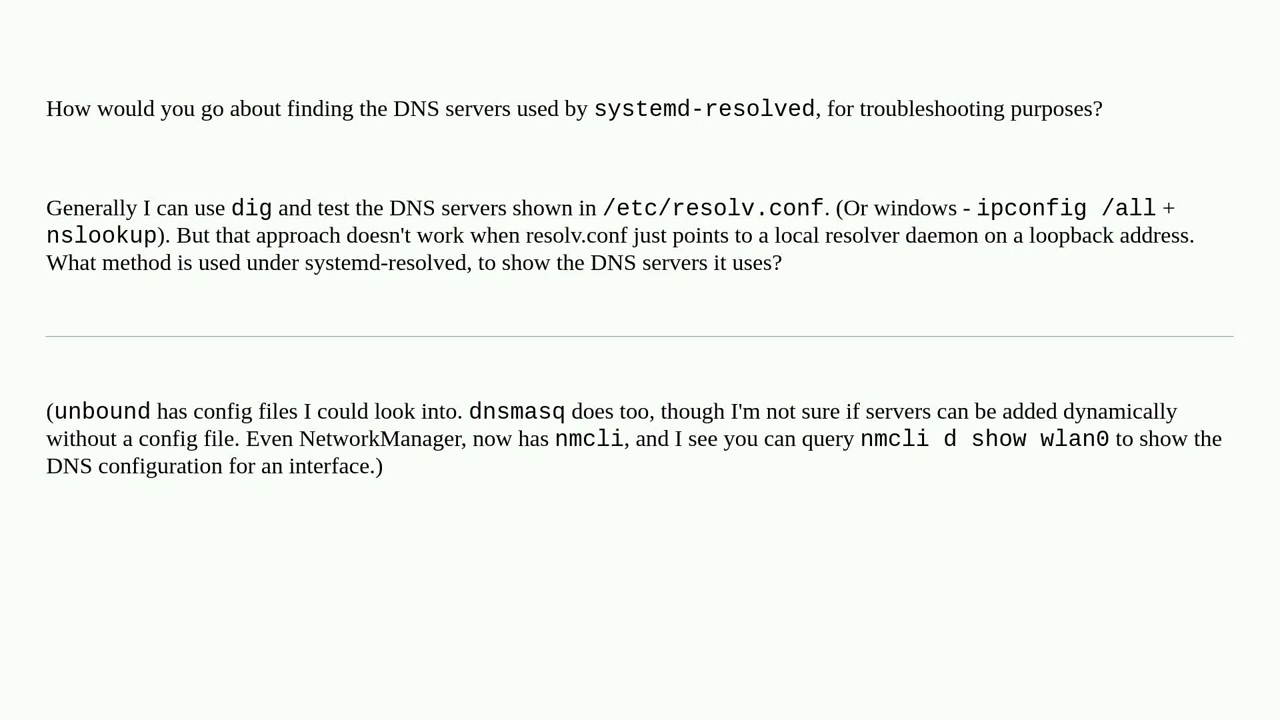 How would you go about finding the DNS servers used by systemd-resolved, for troubleshooting purposes?
Generally I can use dig and test the DNS servers shown in /etc/resolv.conf. (Or windows - ipconfig /all +
nslookup). But that approach doesn't work when resolv.conf just points to a local resolver daemon on a loopback address.
What method is used under systemd-resolved, to show the DNS servers it uses?
(unbound has config files I could look into. dnsmasq does too, though I'm not sure if servers can be added dynamically
without a config file. Even NetworkManager, now has nmcli, and I see you can query nmcli d show wlan0 to show the
DNS configuration for an interface.)